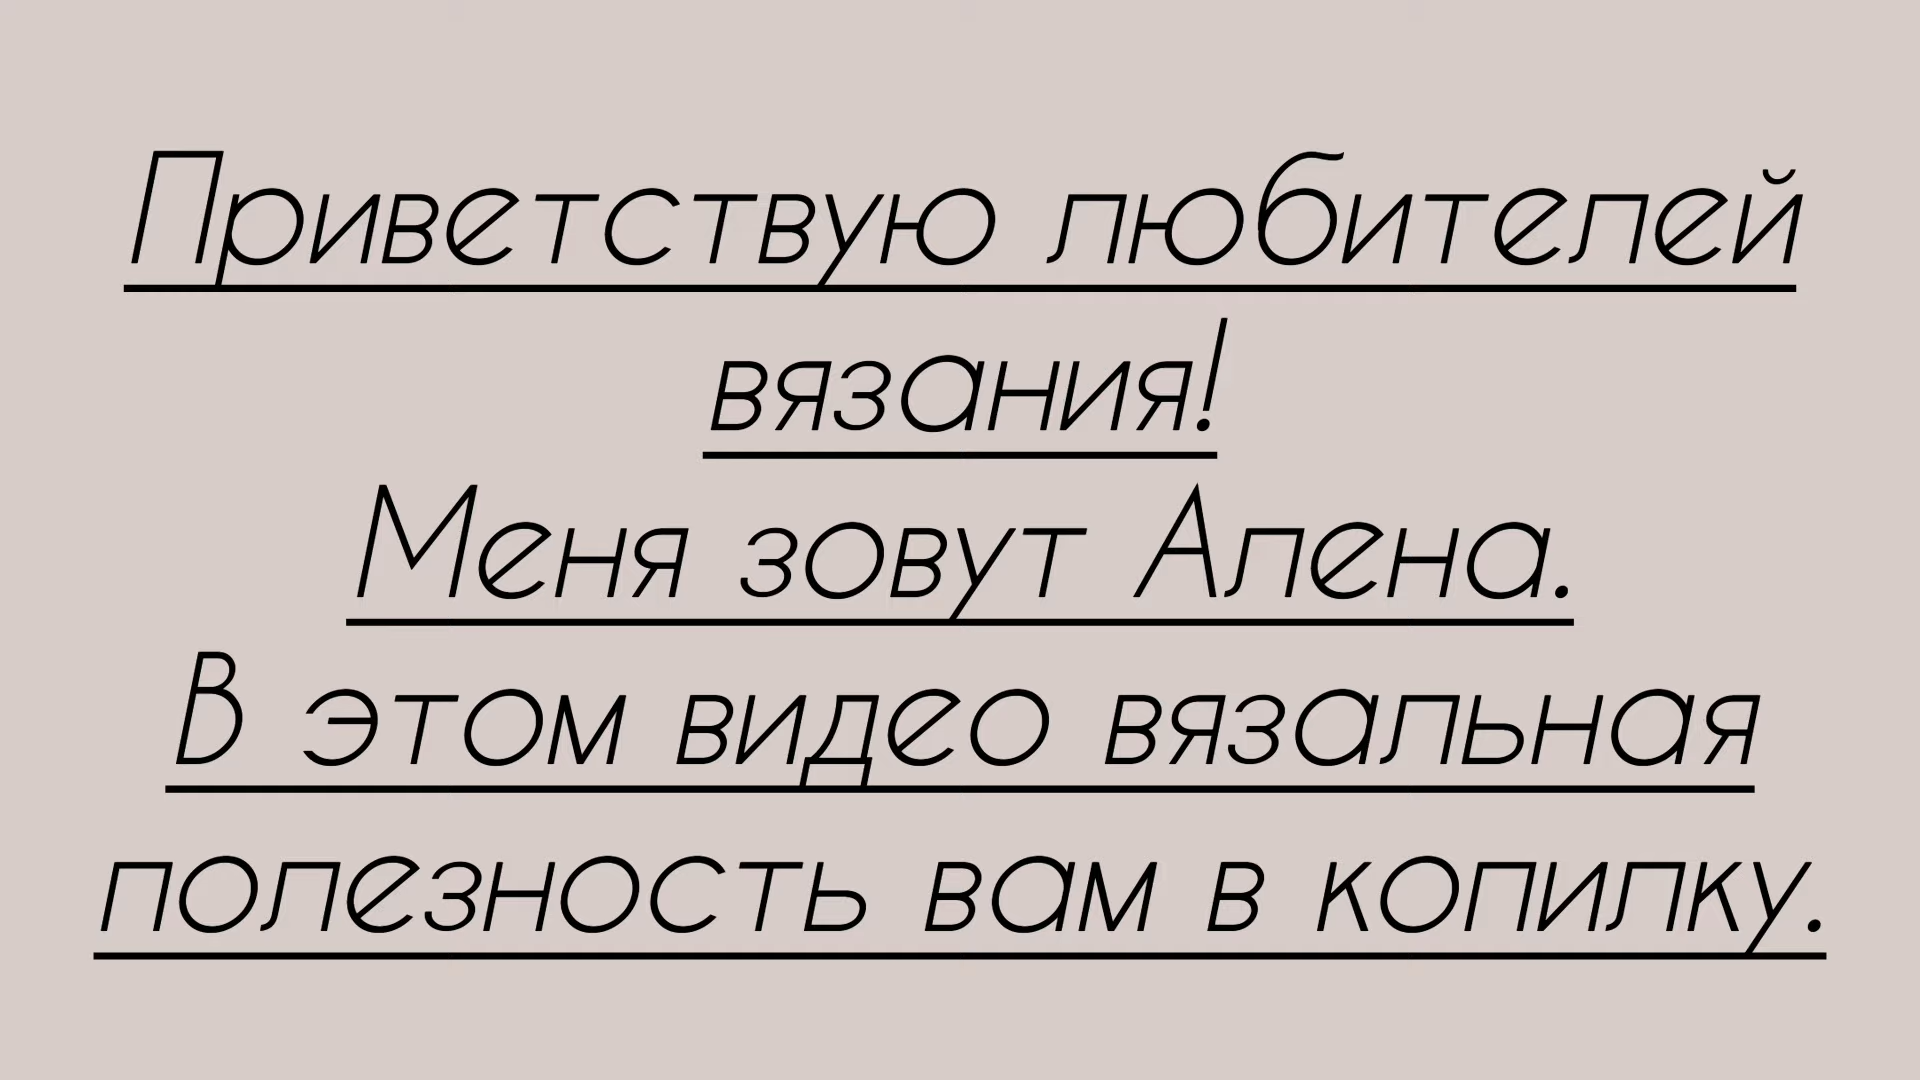 Приветствую любителей
вязания!
Меня зовут Алена.
В этом видео вязальная
полезность вам в копилку.